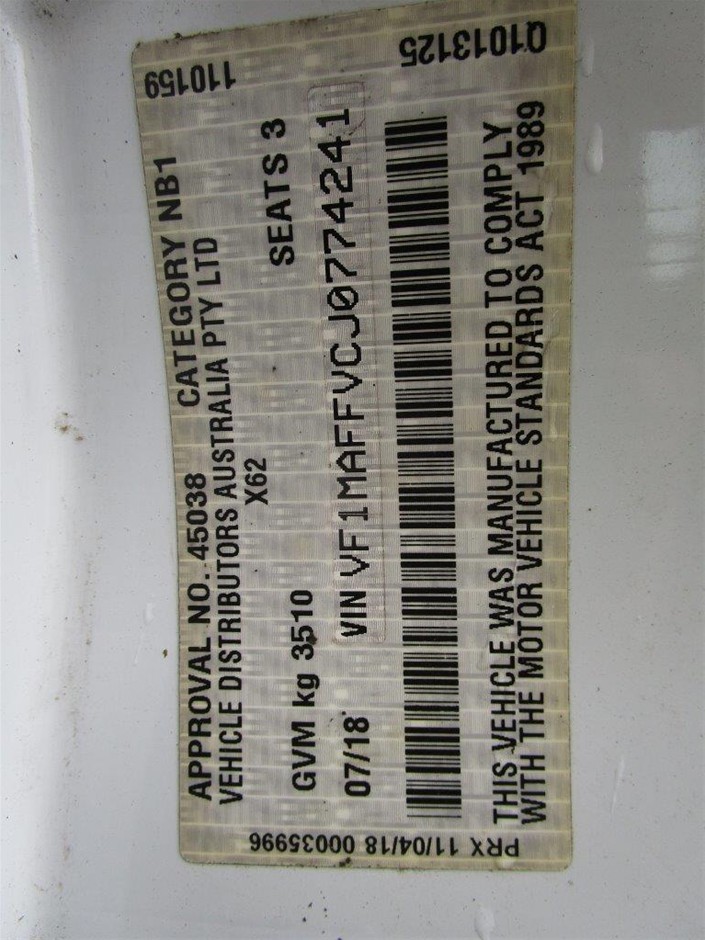 APPROVAL NO. 45038 CATEGORY NB1
VEHICLE DISTRIBUTORS AUSTRALIA PTY LTD
X62
GVM kg 3510 SEATS 3
07/18 VIN VF1MAFFVCJ0774241
THIS VEHICLE WAS MANUFACTURED TO COMPLY
WITH THE MOTOR VEHICLE STANDARDS ACT 1989
110159
Q1013125
PRX 11/04/18 00035996